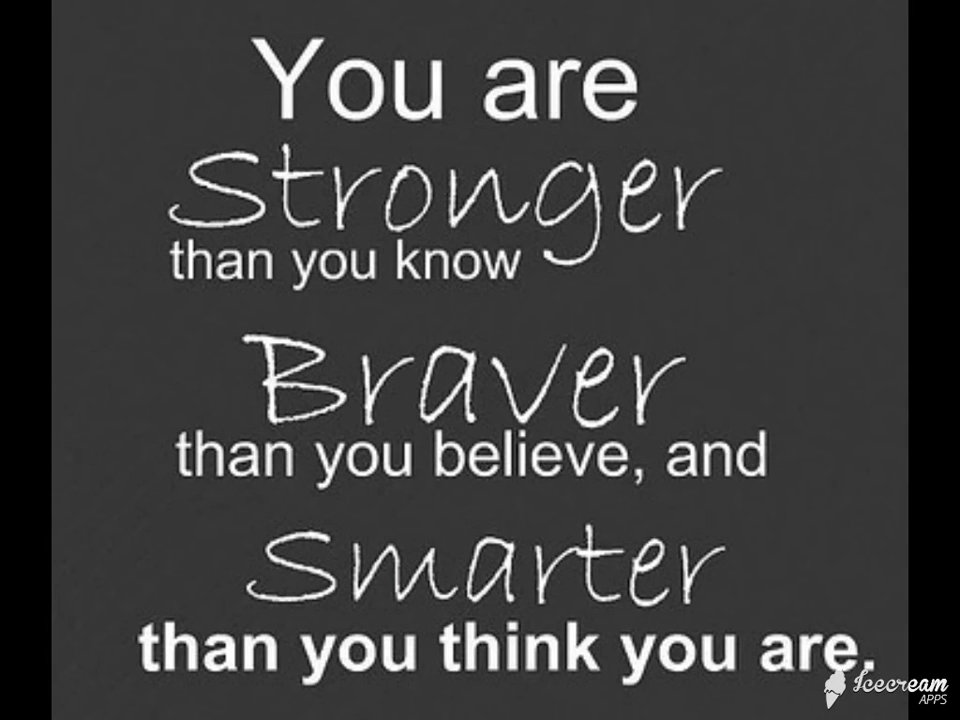 You are
Stronger
than you know
Braver
than you believe, and
Smarter
than you think you are.
Icecream
APPS